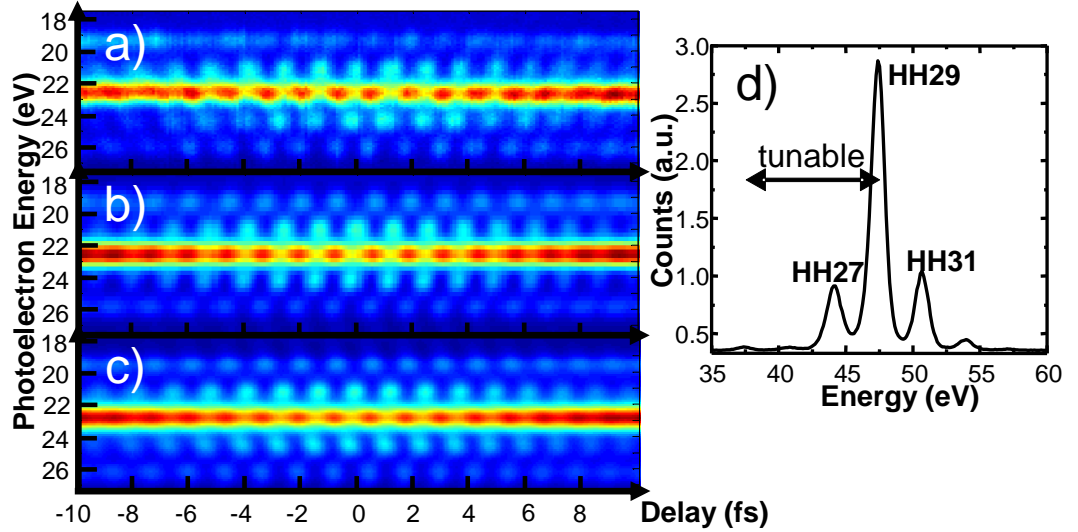 Photoelectron Energy (eV)
a)
18
20
22
24
26
b)
18
20
22
24
26
c)
18
20
22
24
26
-10 -8 -6 -4 -2 0 2 4 6 8
Delay (fs)
d)
Counts (a.u.)
3.0
2.5
2.0
1.5
1.0
0.5
HH29
tunable
HH27
HH31
35 40 45 50 55 60
Energy (eV)